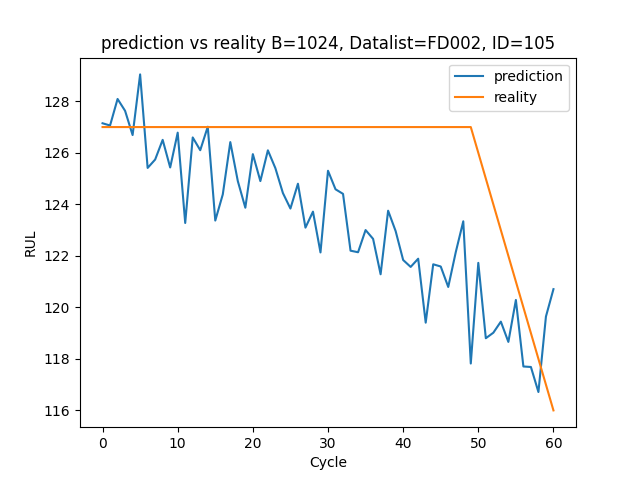 prediction vs reality B=1024, Datalist=FD002, ID=105
prediction
reality
128
126
124
122
120
118
116
RUL
0 10 20 30 40 50 60
Cycle